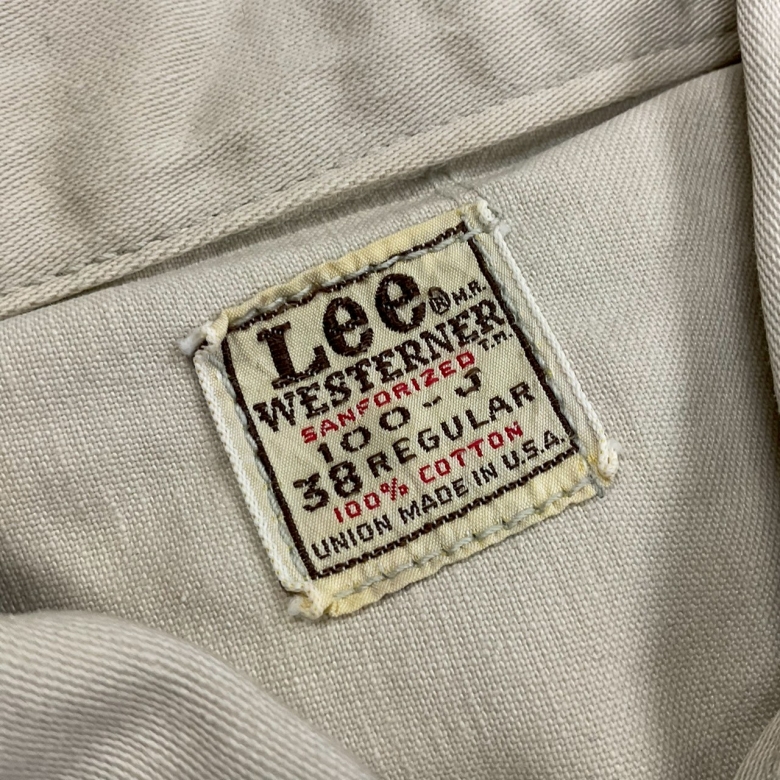 Lee® M.R.
WESTERNER T.M.
SANFORIZED
100-J
38 REGULAR
100% COTTON
UNION MADE IN U.S.A.